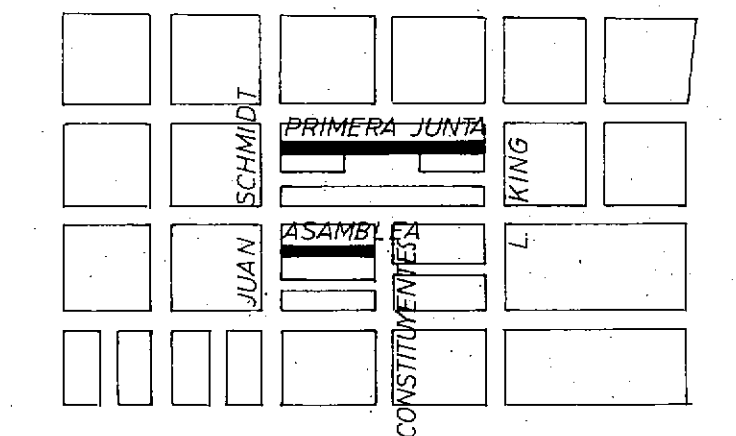 PRIMERA JUNTA
JUAN SCHMIDT
L. KING
ASAMBLEA
CONSTITUYENTES